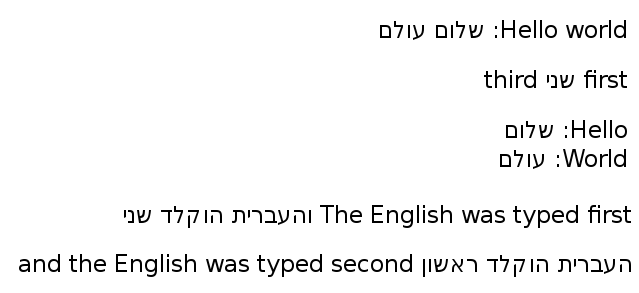 Hello world: שלום עולם
first שני third
Hello: שלום
World: עולם
The English was typed first והעברית הוקלד שני
העברית הוקלד ראשון and the English was typed second